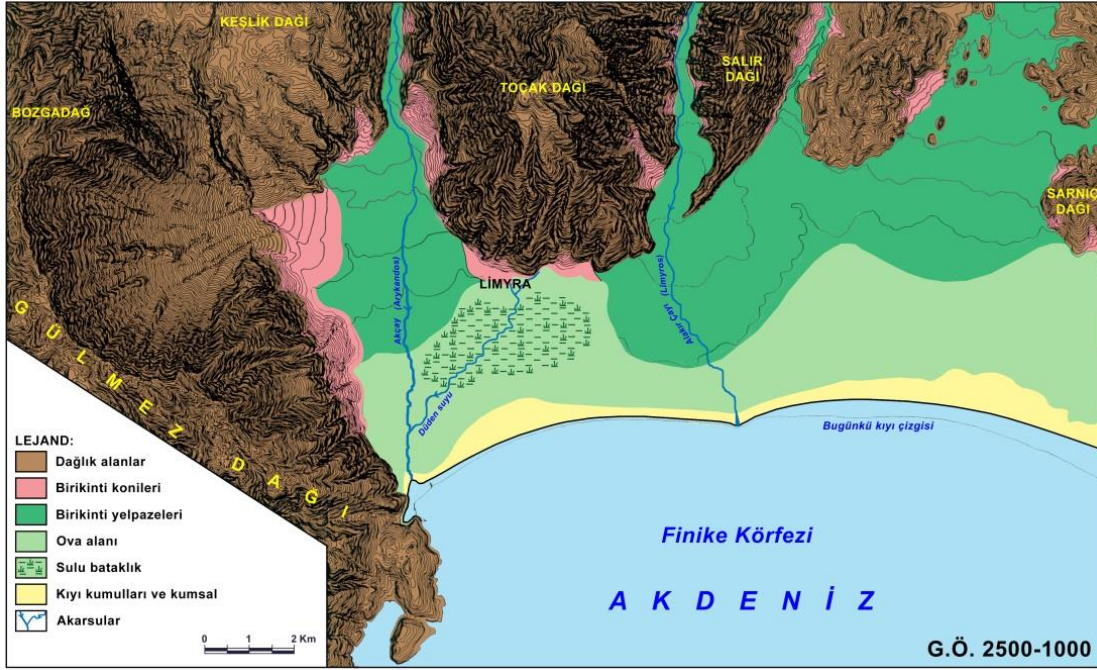 KEŞLİK DAĞI
BOZGADAĞ
TOÇAK DAĞI
SALIR
DAĞI
SARNIÇ
DAĞI
LİMYRA
Akçay (Arykandos)
Alakır Çayı (Limyros)
Düden suyu
GÜLMEZ DAĞI
Bugünkü kıyı çizgisi
Finike Körfezi
AKDENİZ
LEJAND:
Dağlık alanlar
Birikinti konileri
Birikinti yelpazeleri
Ova alanı
Sulu bataklık
Kıyı kumulları ve kumsal
Akarsular
0 1 2 Km
G.Ö. 2500-1000